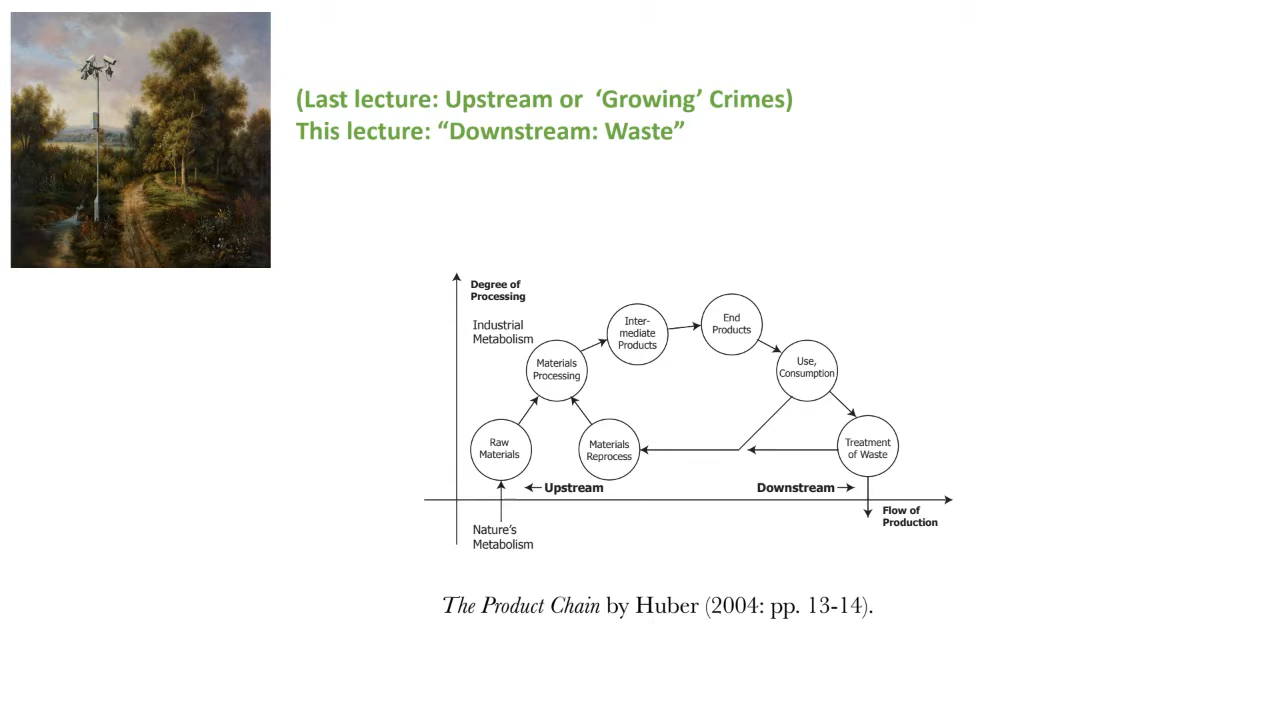 (Last lecture: Upstream or ‘Growing’ Crimes)
This lecture: “Downstream: Waste”
Degree of
Processing
Industrial
Metabolism
Inter-
mediate
Products
End
Products
Materials
Processing
Use,
Consumption
Raw
Materials
Materials
Reprocess
Treatment
of Waste
Upstream
Downstream
Flow of
Production
Nature’s
Metabolism
The Product Chain by Huber (2004: pp. 13-14).